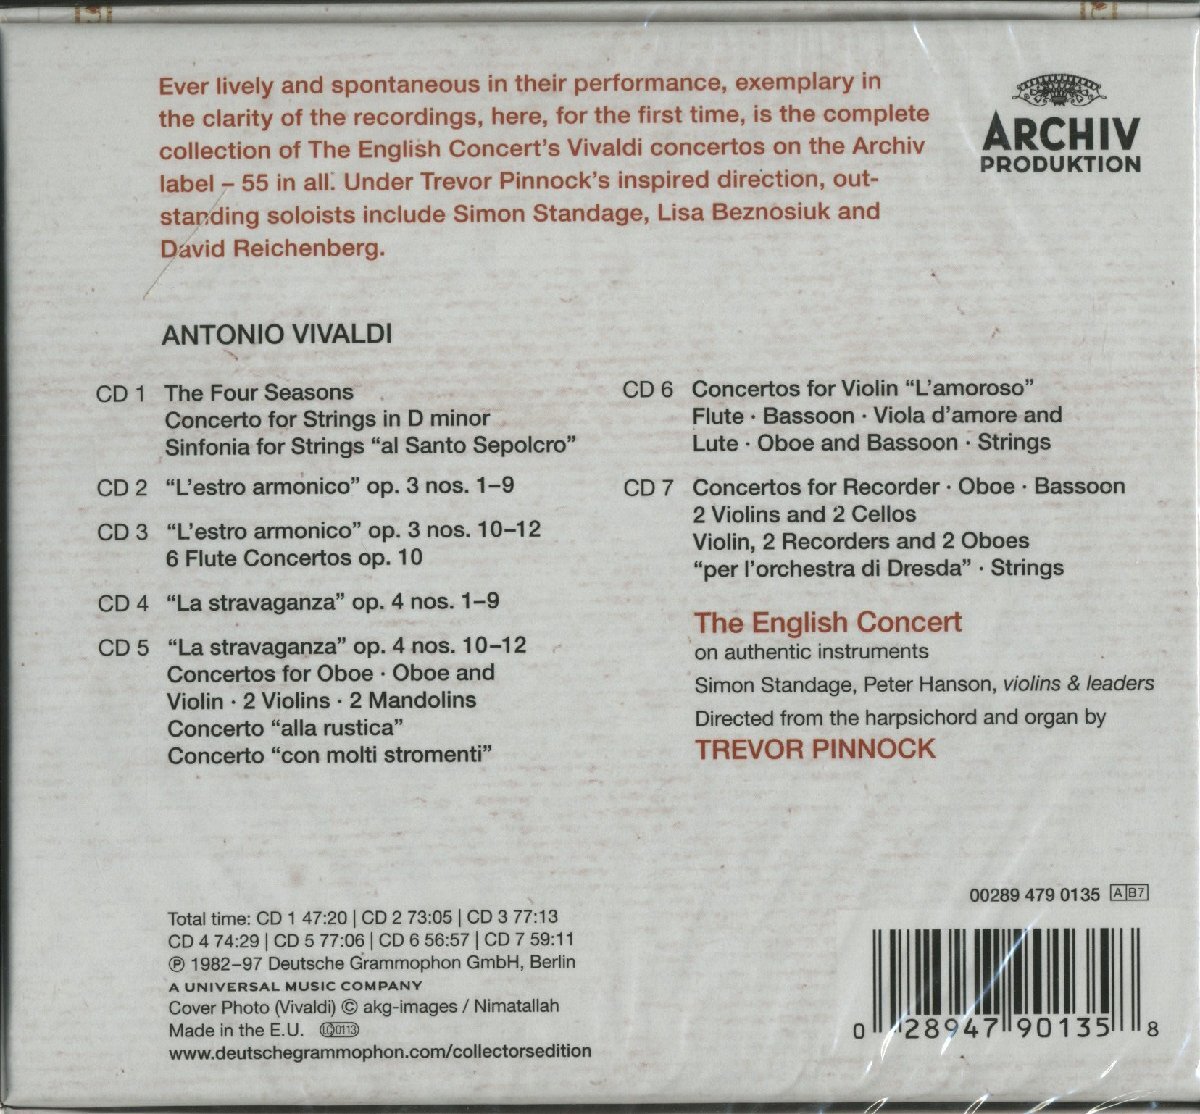 Ever lively and spontaneous in their performance, exemplary in
the clarity of the recordings, here, for the first time, is the complete
collection of The English Concert's Vivaldi concertos on the Archiv
label – 55 in all. Under Trevor Pinnock's inspired direction, out-
standing soloists include Simon Standage, Lisa Beznosiuk and
David Reichenberg.
ARCHIV
PRODUKTION
ANTONIO VIVALDI
CD 1 The Four Seasons
Concerto for Strings in D minor
Sinfonia for Strings “al Santo Sepolcro”
CD 2 “L'estro armonico” op. 3 nos. 1–9
CD 3 “L'estro armonico” op. 3 nos. 10–12
6 Flute Concertos op. 10
CD 4 “La stravaganza” op. 4 nos. 1–9
CD 5 “La stravaganza” op. 4 nos. 10–12
Concertos for Oboe · Oboe and
Violin · 2 Violins · 2 Mandolins
Concerto “alla rustica”
Concerto “con molti stromenti”
CD 6 Concertos for Violin “L'amoroso”
Flute · Bassoon · Viola d'amore and
Lute · Oboe and Bassoon · Strings
CD 7 Concertos for Recorder · Oboe · Bassoon
2 Violins and 2 Cellos
Violin, 2 Recorders and 2 Oboes
“per l'orchestra di Dresda” · Strings
The English Concert
on authentic instruments
Simon Standage, Peter Hanson, violins & leaders
Directed from the harpsichord and organ by
TREVOR PINNOCK
Total time: CD 1 47:20 | CD 2 73:05 | CD 3 77:13
CD 4 74:29 | CD 5 77:06 | CD 6 56:57 | CD 7 59:11
℗ 1982–97 Deutsche Grammophon GmbH, Berlin
A UNIVERSAL MUSIC COMPANY
Cover Photo (Vivaldi) © akg-images / Nimatallah
Made in the E.U. LC 0113
www.deutschegrammophon.com/collectorsedition
00289 479 0135 A B7
0 28947 90135 8